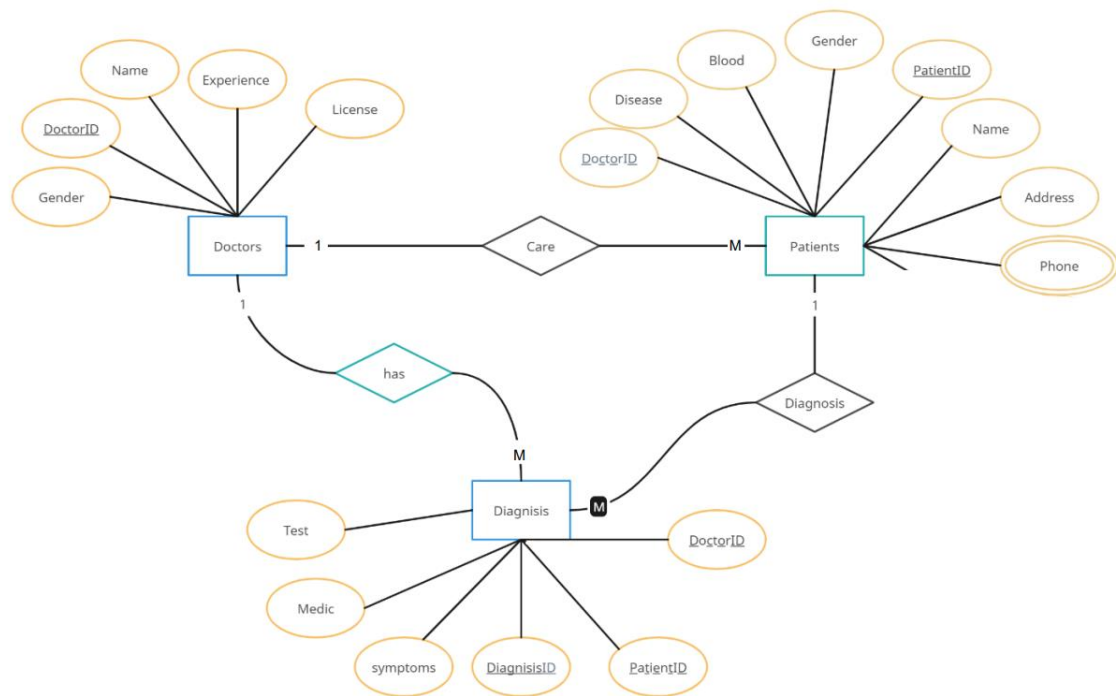 Gender
Blood
PatientID
Name
Experience
Disease
License
DoctorID
Name
DoctorID
Gender
Address
Doctors
1
Care
M
Patients
Phone
1
1
has
Diagnosis
M
M
Diagnisis
Test
DoctorID
Medic
symptoms
DiagnisisID
PatientID